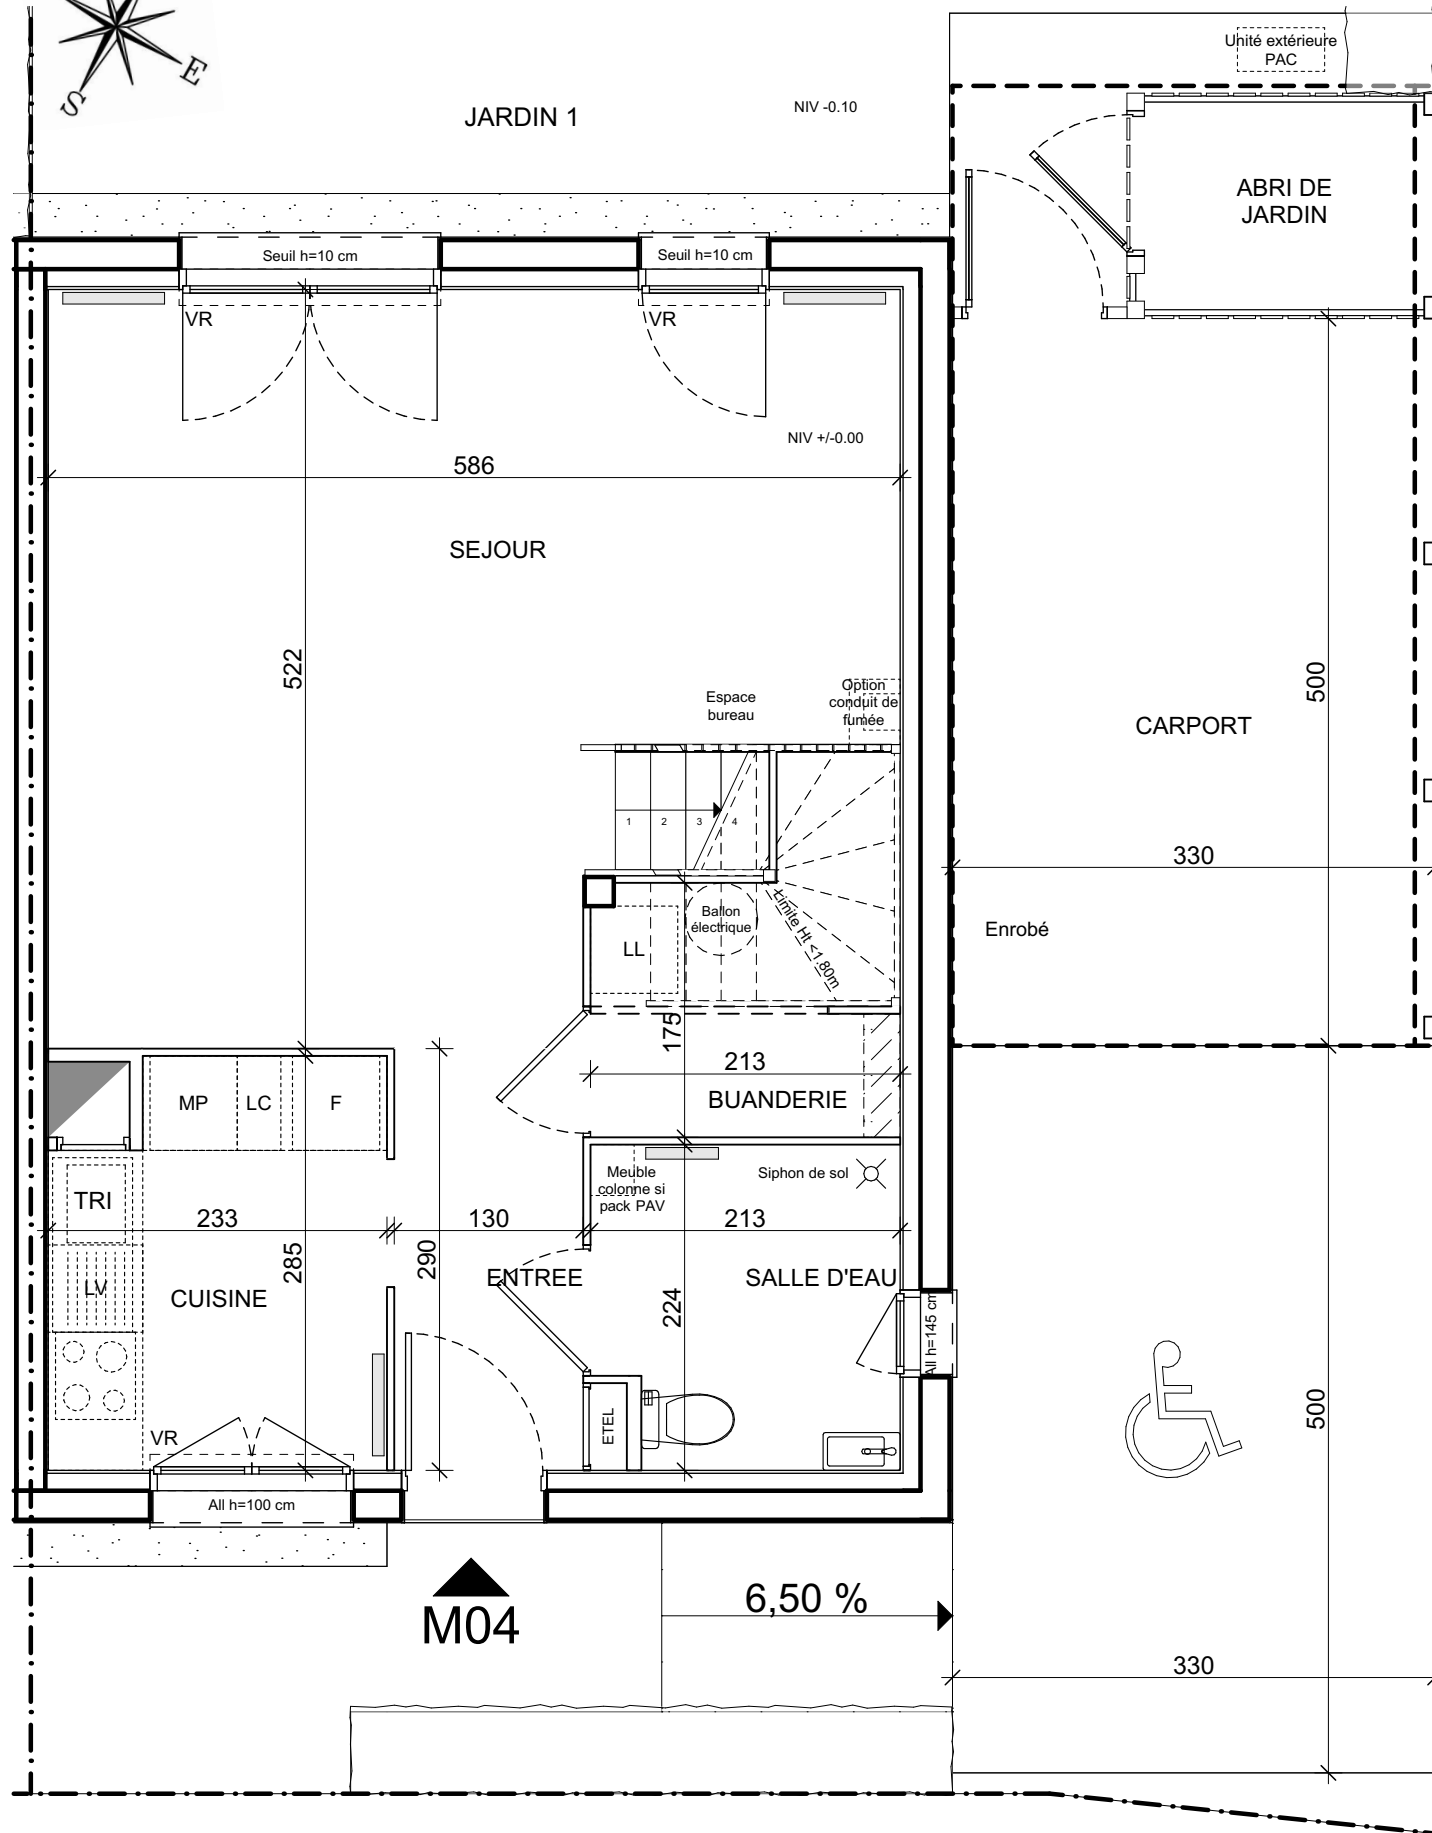 Unité extérieure
PAC
E
S
JARDIN 1
NIV -0.10
ABRI DE
JARDIN
Seuil h=10 cm
Seuil h=10 cm
VR
VR
NIV +/-0.00
586
SEJOUR
522
500
Espace
bureau
Option
conduit de
fumée
CARPORT
1
2
3
4
330
Ballon
électrique
Limite Ht <1.80m
LL
Enrobé
175
213
BUANDERIE
MP
LC
F
Meuble
colonne si
pack PAV
Siphon de sol
TRI
233
130
213
285
290
ENTREE
SALLE D'EAU
LV
CUISINE
224
All h=145 cm
500
ETEL
VR
All h=100 cm
M04
6,50 %
330